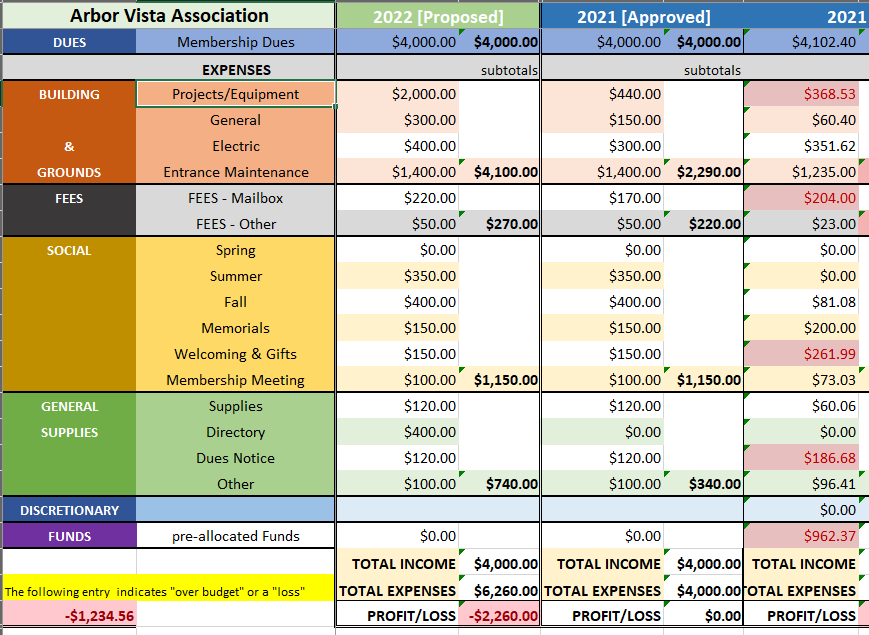 Arbor Vista Association 2022 [Proposed] 2021 [Approved] 2021
DUES Membership Dues $4,000.00 $4,000.00 $4,000.00 $4,000.00 $4,102.40
EXPENSES subtotals subtotals
BUILDING Projects/Equipment $2,000.00 $440.00 $368.53
General $300.00 $150.00 $60.40
& Electric $400.00 $300.00 $351.62
GROUNDS Entrance Maintenance $1,400.00 $4,100.00 $1,400.00 $2,290.00 $1,235.00
FEES FEES - Mailbox $220.00 $170.00 $204.00
FEES - Other $50.00 $270.00 $50.00 $220.00 $23.00
SOCIAL Spring $0.00 $0.00 $0.00
Summer $350.00 $350.00 $0.00
Fall $400.00 $400.00 $81.08
Memorials $150.00 $150.00 $200.00
Welcoming & Gifts $150.00 $150.00 $261.99
Membership Meeting $100.00 $1,150.00 $100.00 $1,150.00 $73.03
GENERAL Supplies $120.00 $120.00 $60.06
SUPPLIES Directory $400.00 $0.00 $0.00
Dues Notice $120.00 $120.00 $186.68
Other $100.00 $740.00 $100.00 $340.00 $96.41
DISCRETIONARY $0.00
FUNDS pre-allocated Funds $0.00 $0.00 $962.37
TOTAL INCOME $4,000.00 TOTAL INCOME $4,000.00 TOTAL INCOME
The following entry indicates "over budget" or a "loss" TOTAL EXPENSES $6,260.00 TOTAL EXPENSES $4,000.00 TOTAL EXPENSES
-$1,234.56 PROFIT/LOSS -$2,260.00 PROFIT/LOSS $0.00 PROFIT/LOSS